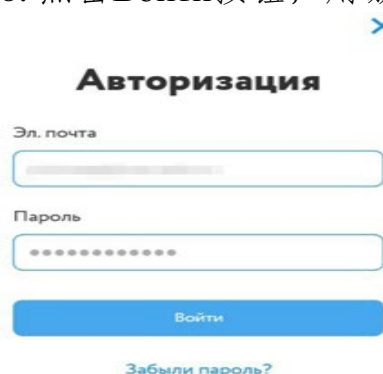 Авторизация
Эл. почта
Пароль
Войти
Забыли пароль?